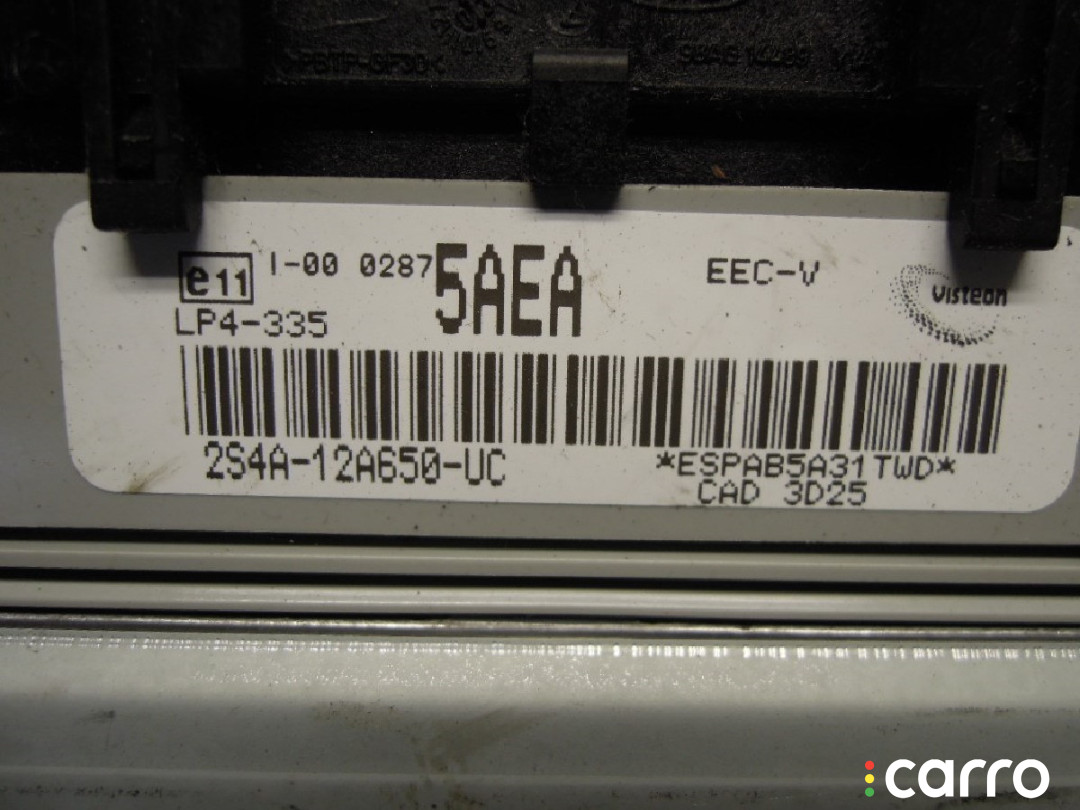 e11 I-00 0287 5AEA EEC-V Visteon
LP4-335
2S4A-12A650-UC *ESPAB5A31TWD*
CAD 3D25
carro